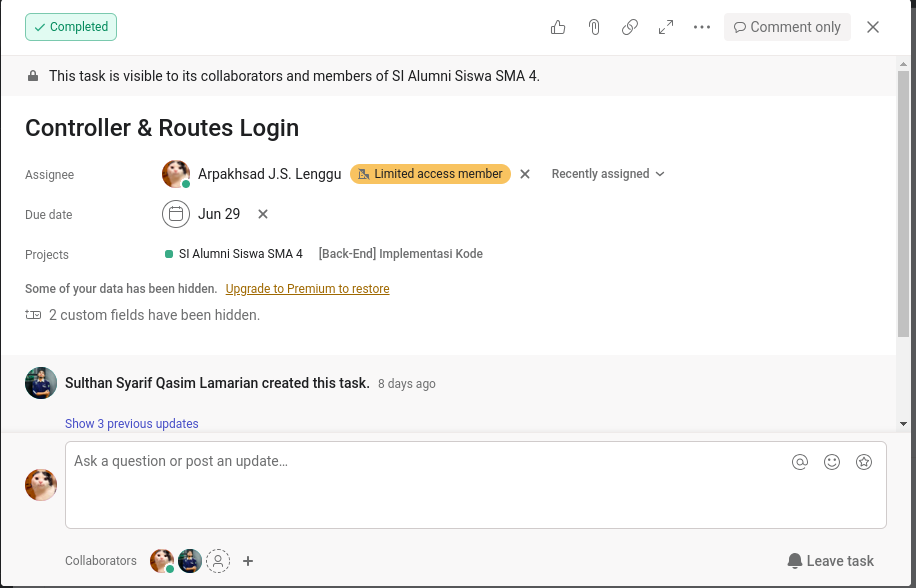 Completed
Comment only
This task is visible to its collaborators and members of SI Alumni Siswa SMA 4.
Controller & Routes Login
Assignee
Arpakhsad J.S. Lenggu
Limited access member
Recently assigned
Due date
Jun 29
Projects
SI Alumni Siswa SMA 4
[Back-End] Implementasi Kode
Some of your data has been hidden. Upgrade to Premium to restore
2 custom fields have been hidden.
Sulthan Syarif Qasim Lamarian created this task. 8 days ago
Show 3 previous updates
Ask a question or post an update…
Collaborators
Leave task